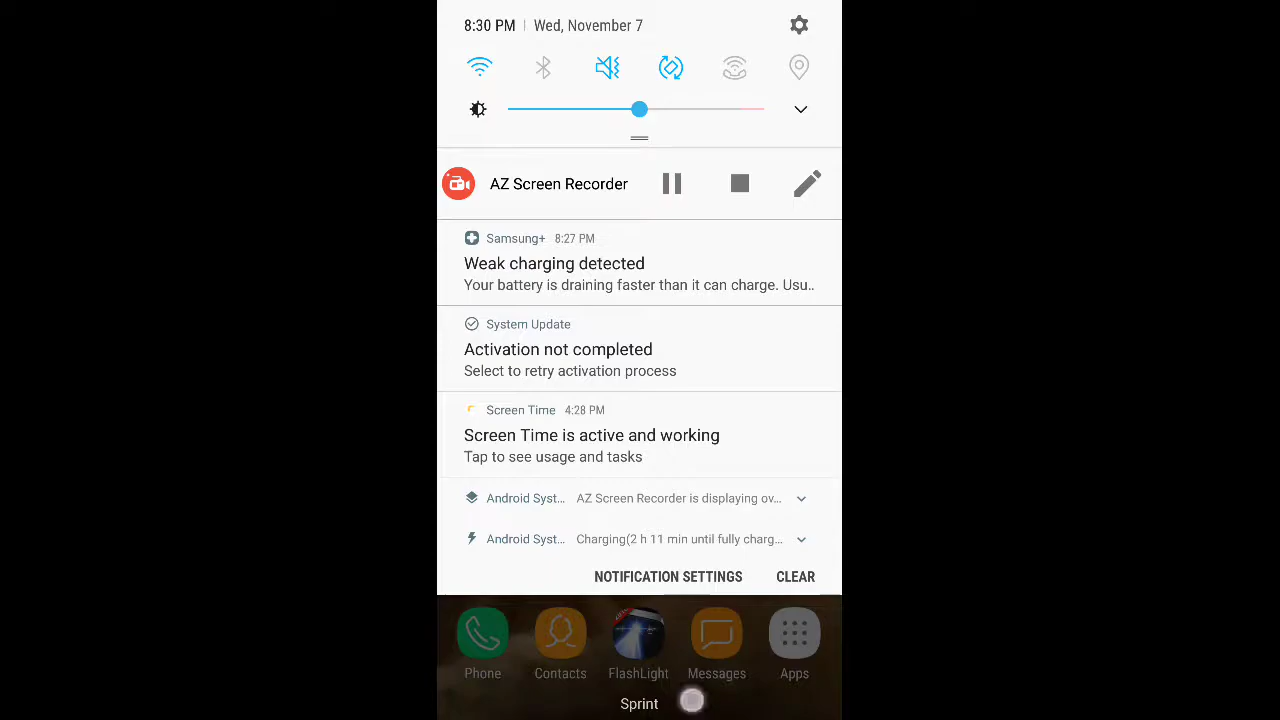 8:30 PM | Wed, November 7
AZ Screen Recorder
Samsung+ 8:27 PM
Weak charging detected
Your battery is draining faster than it can charge. Usu..
System Update
Activation not completed
Select to retry activation process
Screen Time 4:28 PM
Screen Time is active and working
Tap to see usage and tasks
Android Syst... AZ Screen Recorder is displaying ov...
Android Syst... Charging(2 h 11 min until fully charg...
NOTIFICATION SETTINGS CLEAR
Phone Contacts FlashLight Messages Apps
Sprint